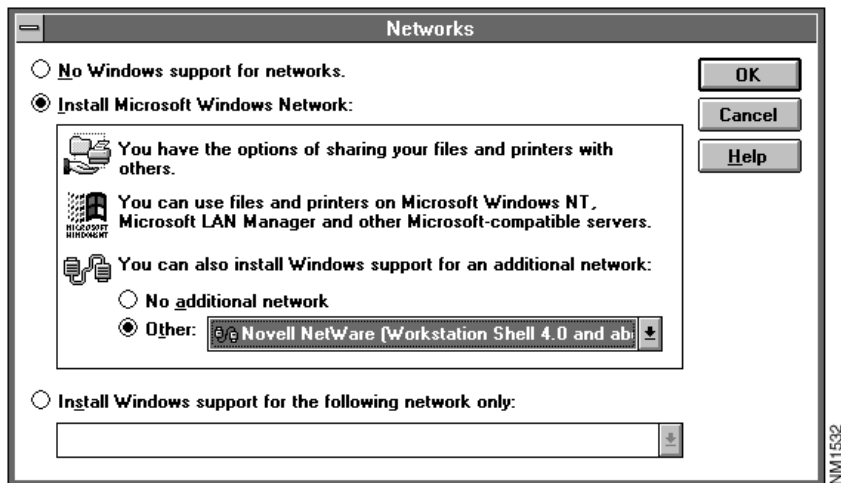 Networks
No Windows support for networks.
Install Microsoft Windows Network:
OK
Cancel
Help
You have the options of sharing your files and printers with
others.
You can use files and printers on Microsoft Windows NT,
Microsoft LAN Manager and other Microsoft-compatible servers.
MICROSOFT
WINDOWS NT
You can also install Windows support for an additional network:
No additional network
Other: Novell NetWare (Workstation Shell 4.0 and ab
Install Windows support for the following network only:
NM1532